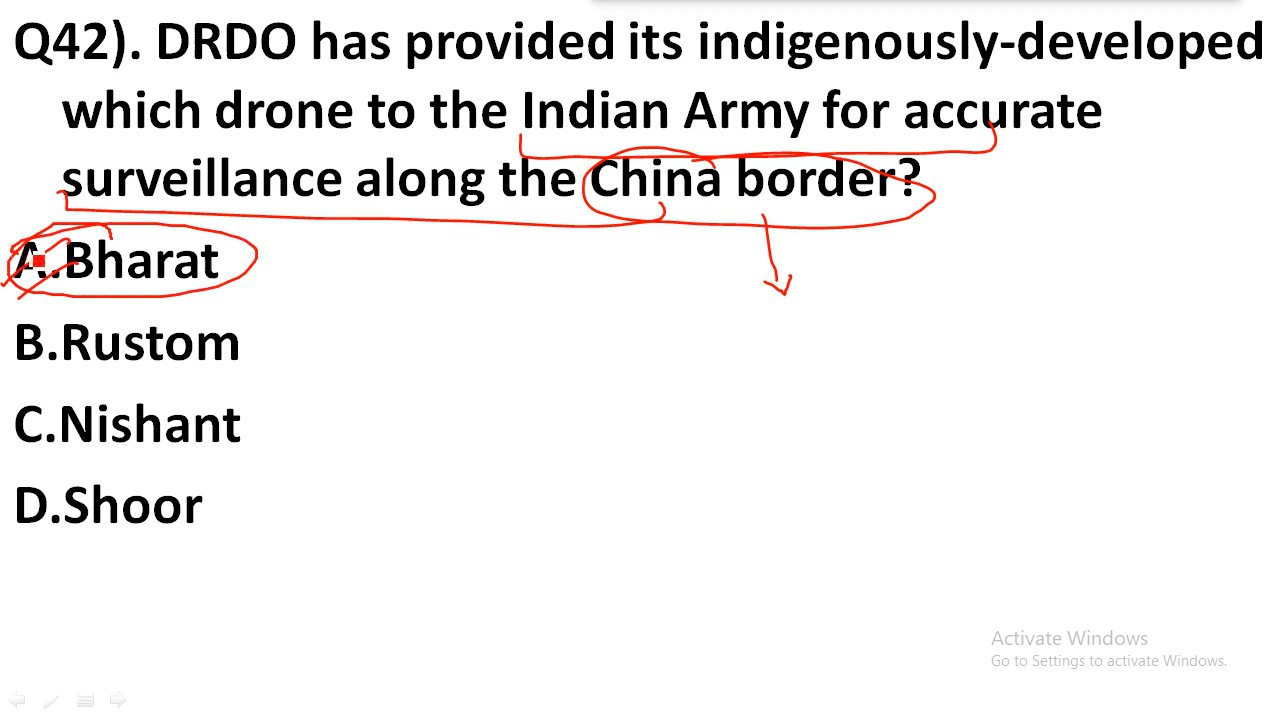 Q42). DRDO has provided its indigenously-developed
which drone to the Indian Army for accurate
surveillance along the China border?
A.Bharat
B.Rustom
C.Nishant
D.Shoor
Activate Windows
Go to Settings to activate Windows.